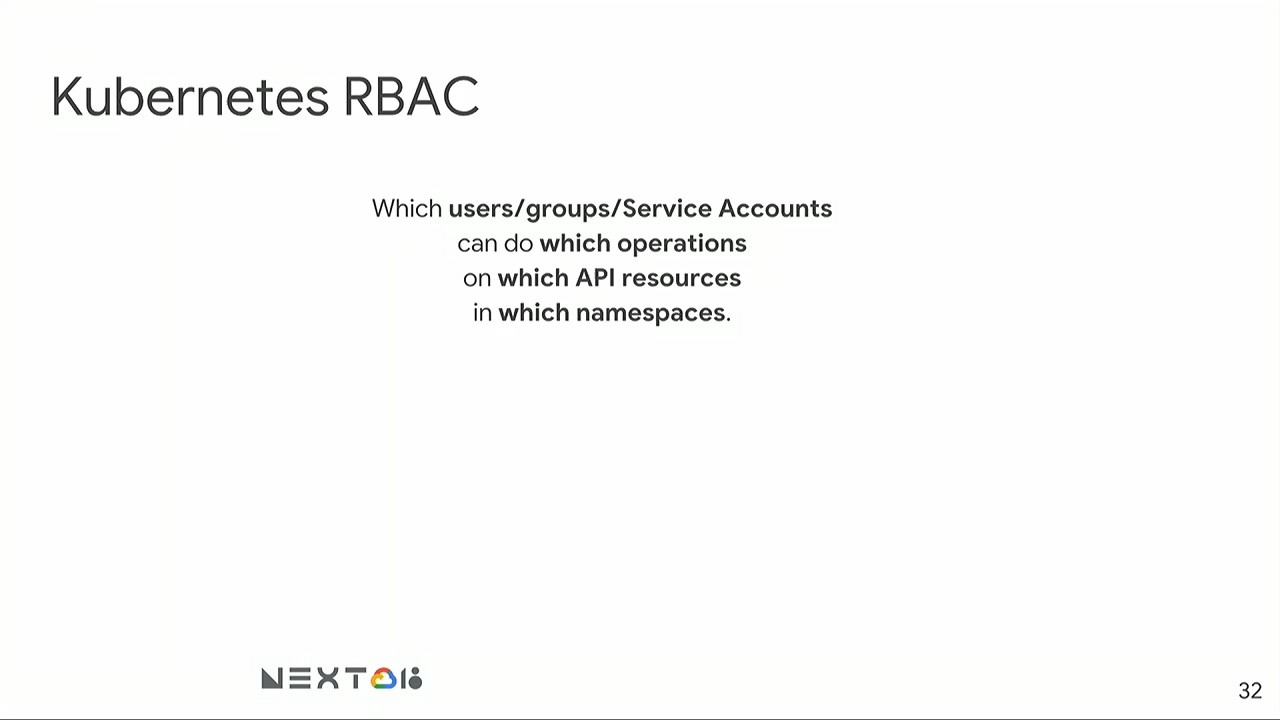 Kubernetes RBAC
Which users/groups/Service Accounts
can do which operations
on which API resources
in which namespaces.
NEXT 18
32